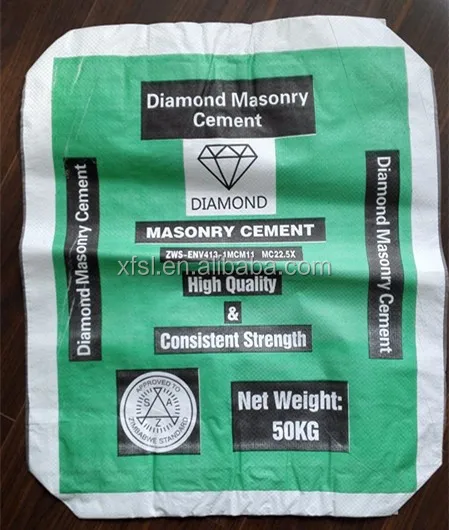 Diamond Masonry
Cement
DIAMOND
Diamond Masonry Cement
Diamond Masonry Cement
MASONRY CEMENT
ZWS-ENV413-1MCM11 MC22.5X
xfsl.en.alibaba.com
High Quality
&
Consistent Strength
APPROVED TO
S A Z
ZIMBABWE STANDARDS
Net Weight:
50KG